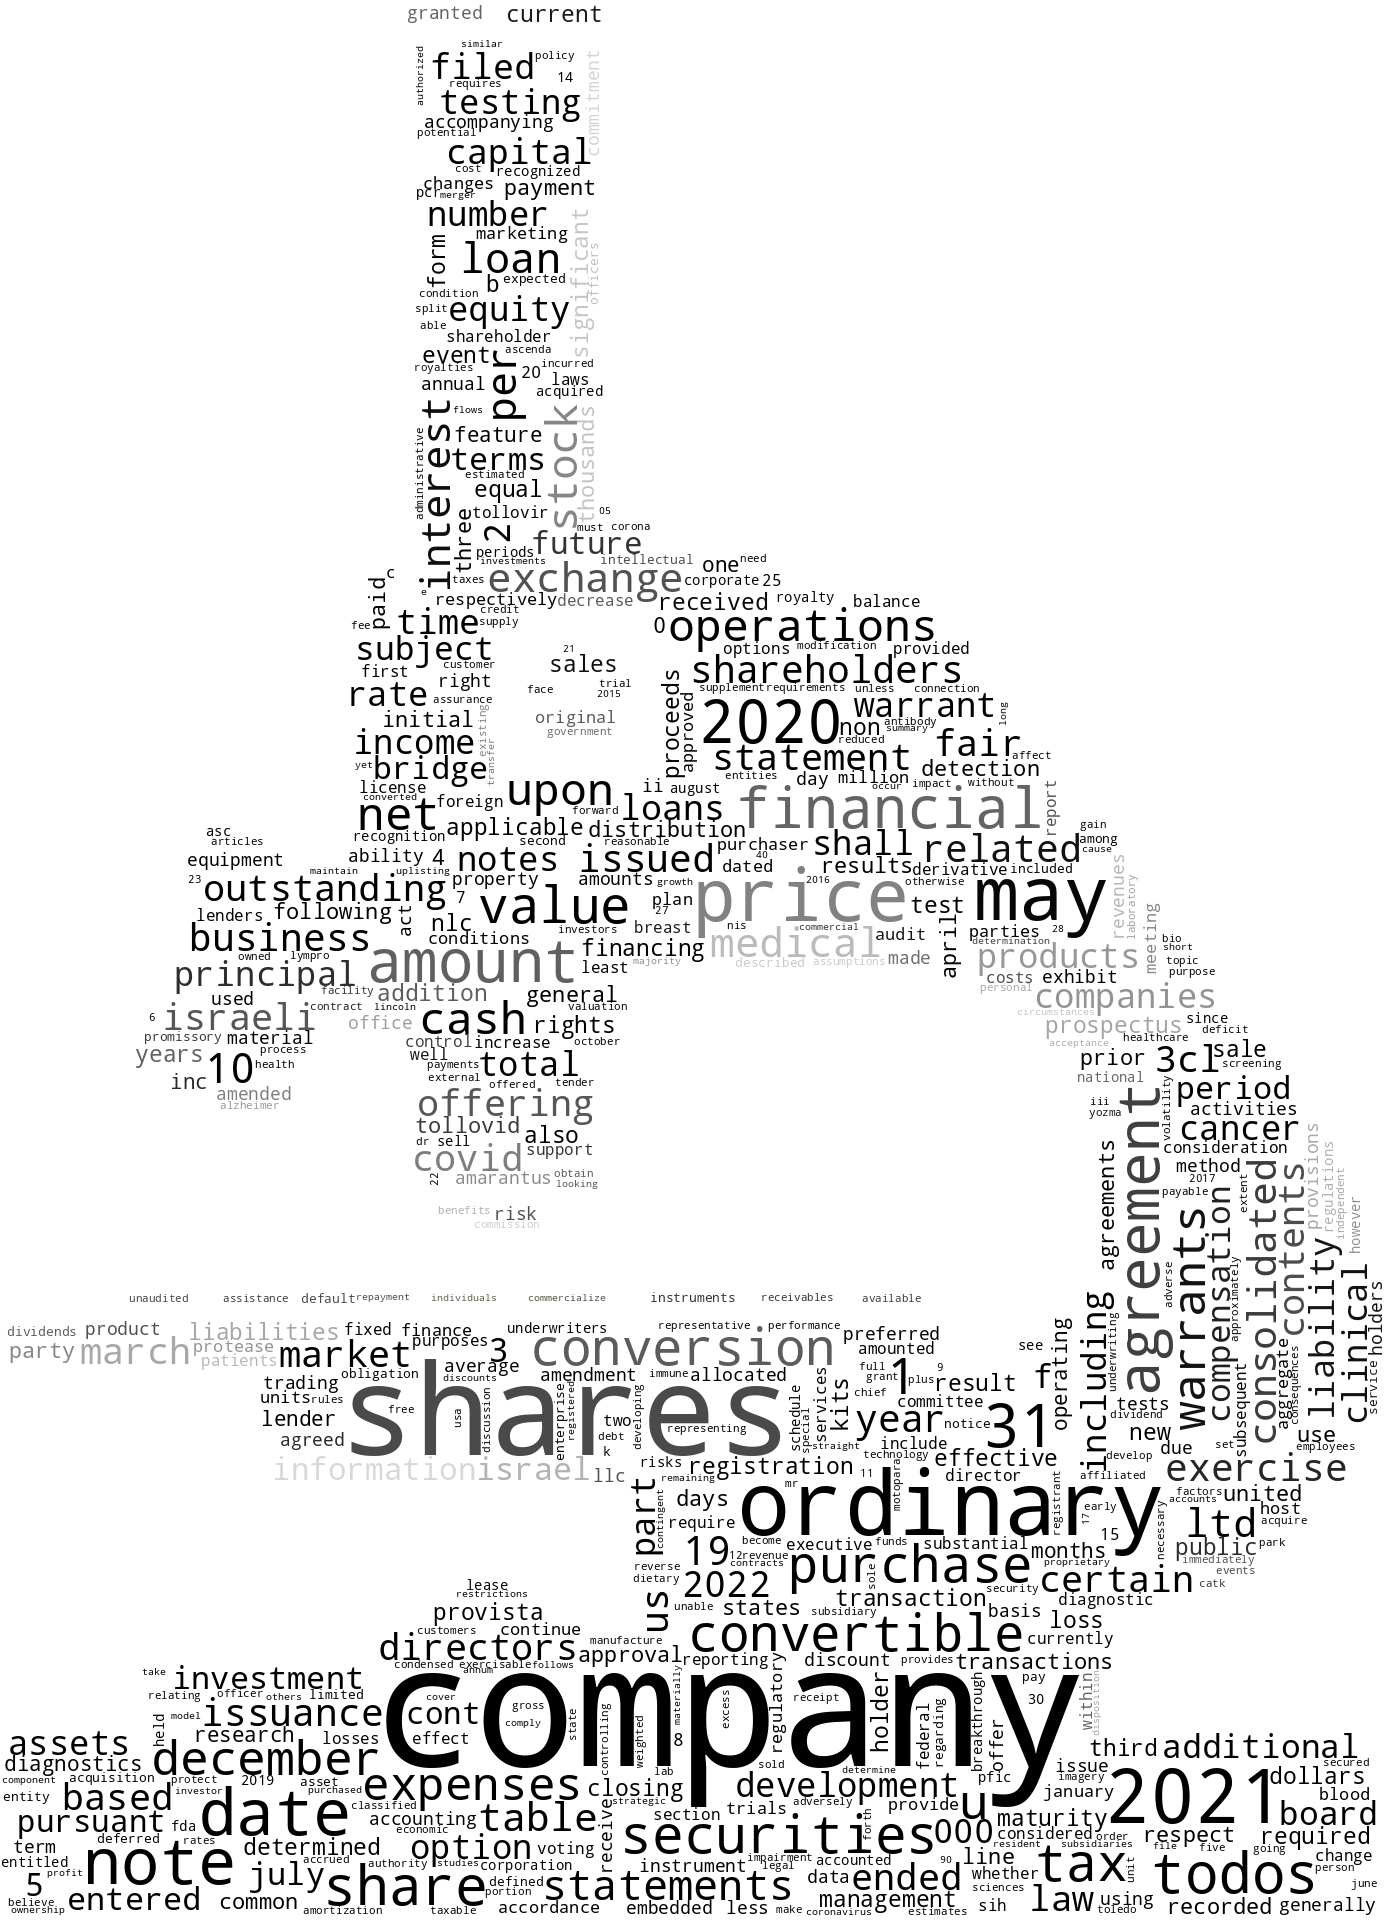 granted current
similar
authorized filed policy
requires 14
testing commitment
accompanying
potential
capital
cost recognized
changes payment
pcr merger
number
marketing
form loan significant
b expected officers
condition
split equity
able
shareholder
event ascenda
royalties per 20 incurred
annual laws
acquired
interest flows stock thousands
administrative feature
terms
estimated
equal
tollovir 05
three 2 must corona
future
periods investments intellectual one need
c e taxes exchange corporate 25
paid respectively decrease received royalty balance
fee time credit supply 0 operations
subject 21 options modification provided
first customer sales shareholders
right face trial proceeds supplement requirements unless connection
rate assurance 2015 approved 2020 warrant long
initial existing original non antibody
government reduced summary
income transfer statement fair
yet bridge entities detection affect
license foreign upon ii august day million occur impact without
converted forward loans financial report
net applicable distribution gain
asc recognition second reasonable purchaser shall related among
articles cause
equipment ability 4 notes issued dated 40 results derivative included
23 maintain uplisting property amounts growth 2016 otherwise revenues laboratory
outstanding 7 value plan price test may
lenders following act nlc 27 april
investors breast nis commercial parties 28 meeting
business conditions financing medical audit determination bio
owned lympro short
principal amount least majority described assumptions made products topic
used facility addition general costs exhibit purpose
contract lincoln valuation personal companies
6 israeli office cash rights circumstances
promissory material control increase october prospectus since
years process well total acceptance healthcare deficit
inc 10 health payments prior 3cl sale screening
external offered tender national
amended offering iii agreement volatility period
alzheimer yozma activities
tollovid also cancer
dr sell support agreements consideration provisions regulations
covid obtain method independent
22 amarantus looking 2017 extent consolidated contents however
payable warrants compensation
benefits risk
commission liability
adverse approximately
unaudited assistance default repayment individuals commercialize instruments receivables available clinical holders
dividends product liabilities fixed finance underwriters representative performance preferred operating including underwriting
party march protease purposes 3 conversion amounted see subsequent aggregate consequences service
patients market
obligation average amendment immune allocated full 9 result f
trading discounts grant 1 plus
units rules shares schedule services kits chief committee tests use
free usa discussion enterprise registered two developing representing special year notice 31 dividend
lender debt new set employees
agreed k straight include effective due
information israel llc risks registration technology director develop exercise
remaining mr 11 motopara affiliated
part contingent days ordinary registrant factors united
17 early accounts host
require 15 ltd acquire
19 become executive funds substantial months necessary public park
12 revenue contracts purchase proprietary immediately
reverse events
dietary 2022 sole certain catk
lease security
restrictions transaction diagnostic
provista us unable states subsidiary basis loss
customers continue convertible currently
directors manufacture
approval reporting discount provides transactions
condensed exercisable follows
take investment annum company pay within disposition
relating officer others limited cover gross materially excess regulatory receipt holder 30
held model issuance cont comply state federal regarding breakthrough offer
research losses effect controlling weighted 8
assets december third additional
diagnostics lab sold determine pfic issue secured
component acquisition protect 2019 asset expenses closing development imagery 2021 dollars
entity based investor purchased strategic january blood
date classified receive section trials adversely provide u maturity board
pursuant fda accounting table securities forth 000 considered order respect required
economic subsidiaries
term deferred rates determined option voting impairment file five going change
entitled note accrued authority studies corporation instrument legal accounted 90 line tax unit todos person
profit july data ended whether
5 share defined statements sciences june
believe entered common portion management law using recorded generally
ownership amortization taxable accordance embedded less make coronavirus estimates sih toledo